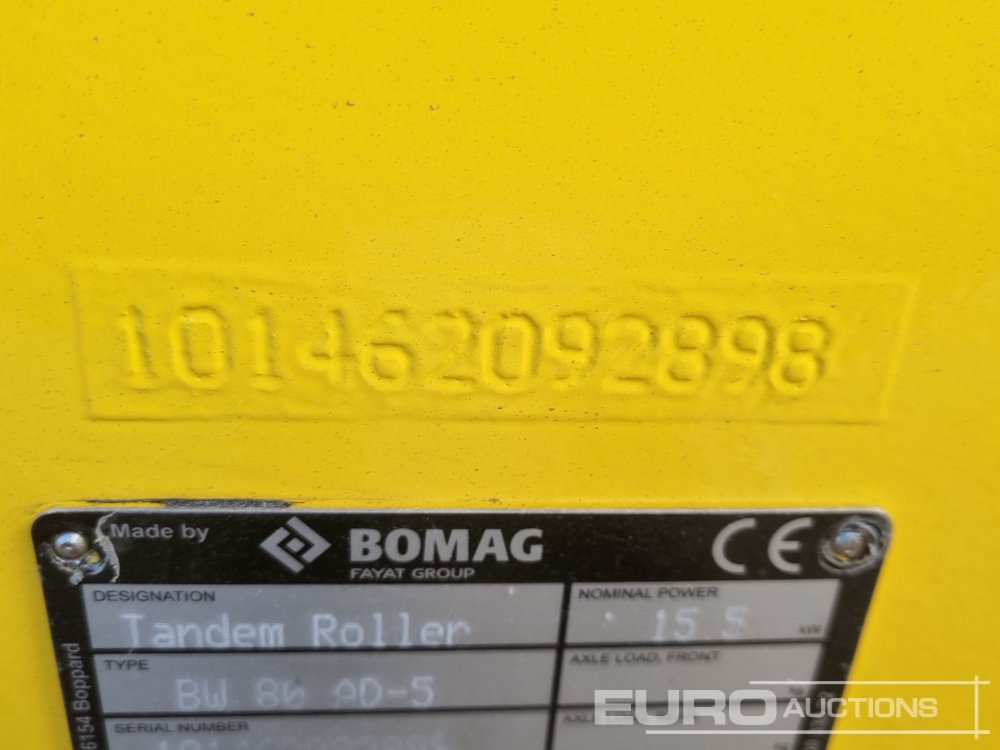 101462092898
Made by BOMAG CE
FAYAT GROUP
DESIGNATION NOMINAL POWER
Tandem Roller 15.5 kW
TYPE AXLE LOAD, FRONT
BW 80 AD-5
SERIAL NUMBER
6154 Boppard
EURO AUCTIONS